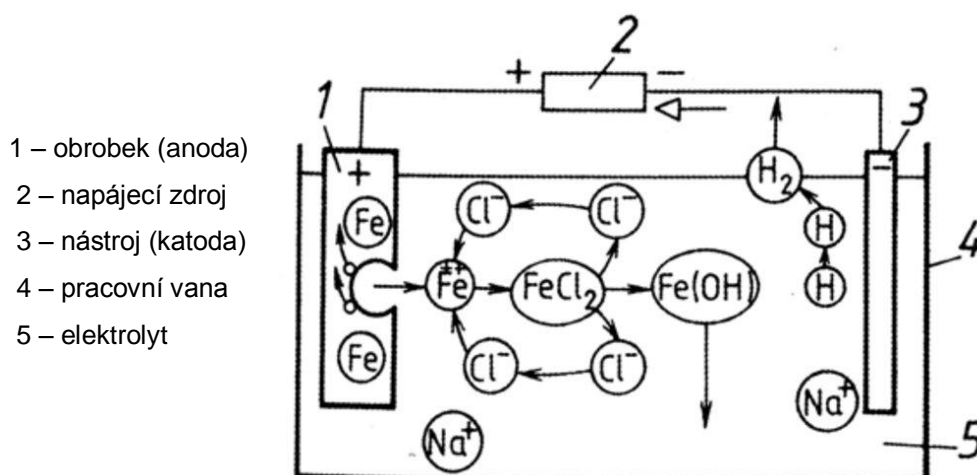 1 – obrobek (anoda)
2 – napájecí zdroj
3 – nástroj (katoda)
4 – pracovní vana
5 – elektrolyt
2
+ −
1
3
+
−
H₂
Fe
Cl⁻ Cl⁻
H
4
Fe⁺⁺ FeCl₂ Fe(OH)
H
Fe
Cl⁻ Cl⁻
Na⁺
Na⁺
5